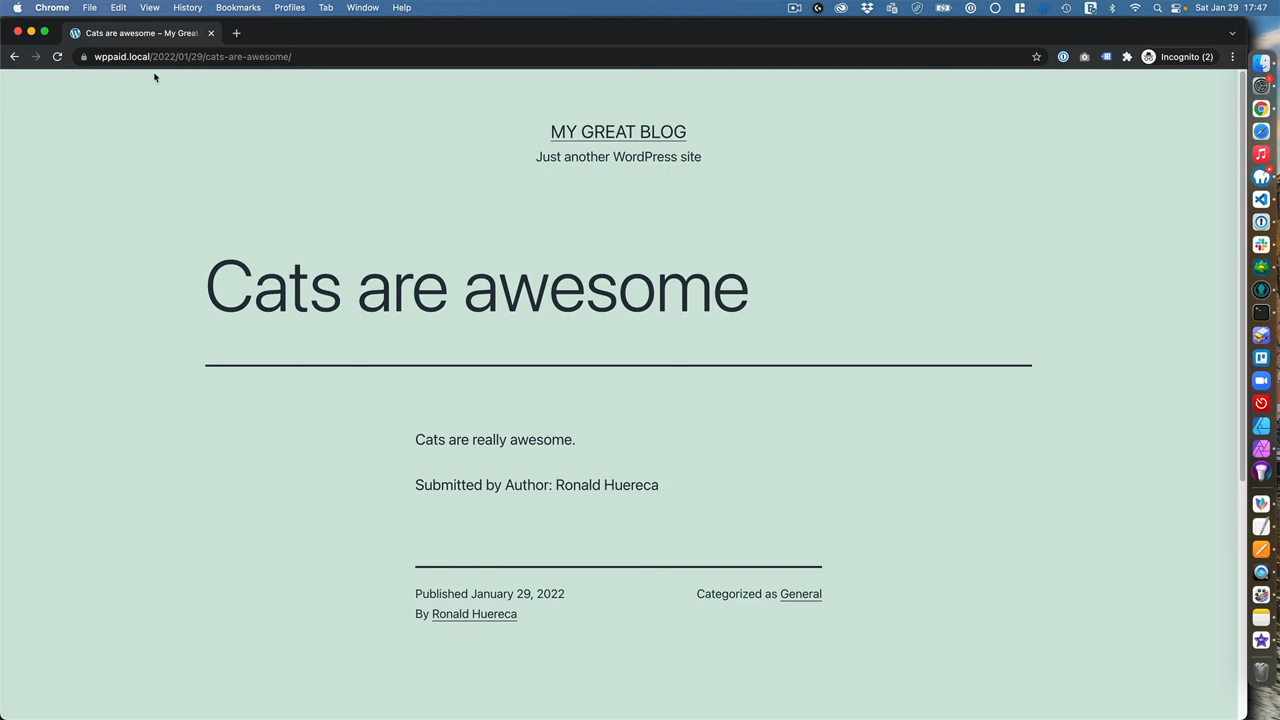 Chrome File Edit View History Bookmarks Profiles Tab Window Help Sat Jan 29 17:47
Cats are awesome – My Great
wppaid.local/2022/01/29/cats-are-awesome/ Incognito (2)
MY GREAT BLOG
Just another WordPress site
Cats are awesome
Cats are really awesome.
Submitted by Author: Ronald Huereca
Published January 29, 2022 Categorized as General
By Ronald Huereca